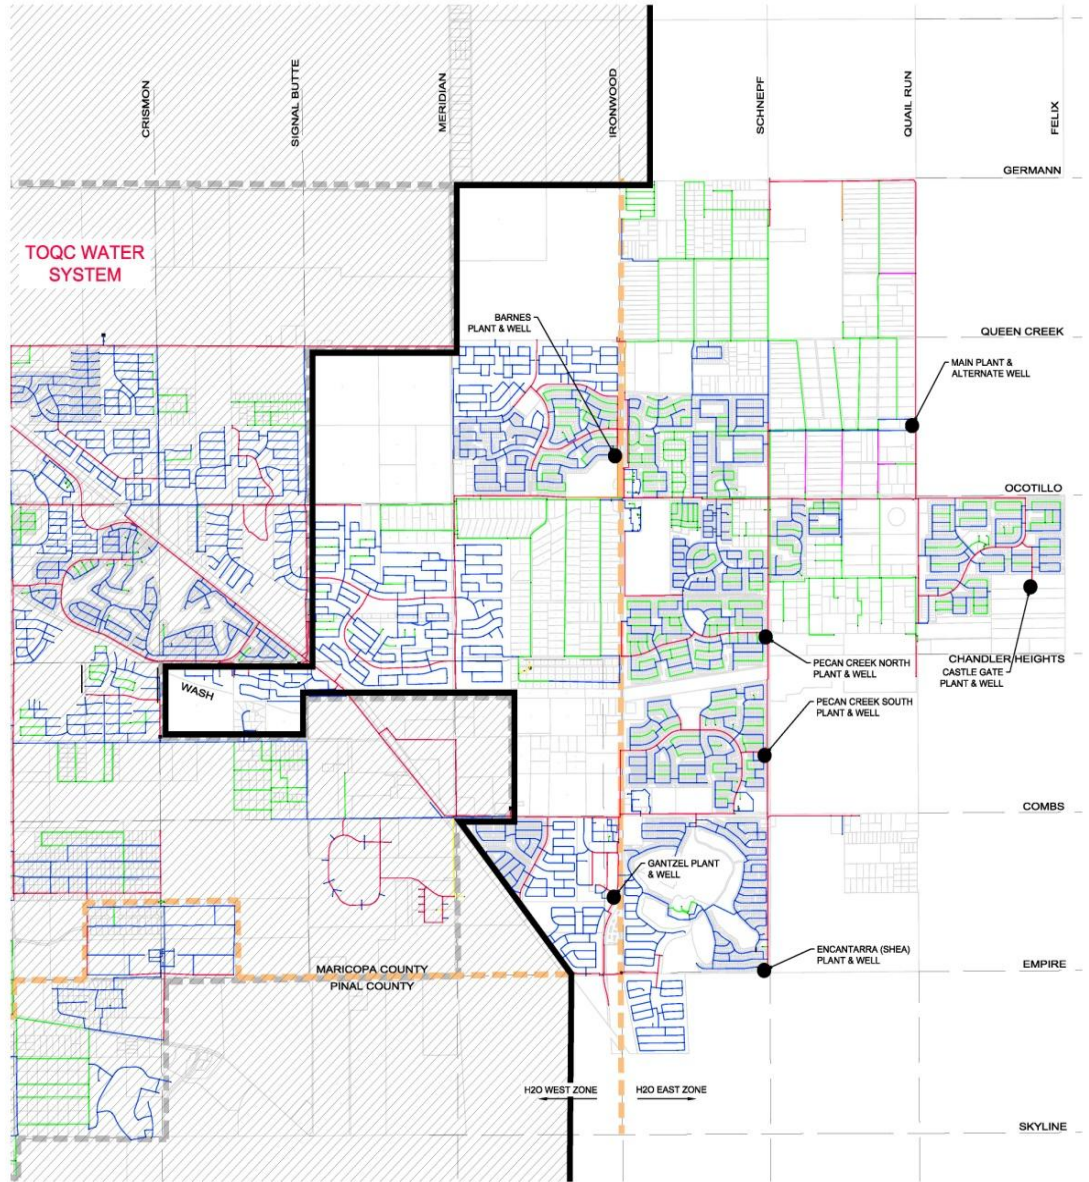 CRISMON
SIGNAL BUTTE
MERIDIAN
IRONWOOD
SCHNEPF
QUAIL RUN
FELIX
GERMANN
TOQC WATER
SYSTEM
BARNES
PLANT & WELL
QUEEN CREEK
MAIN PLANT &
ALTERNATE WELL
OCOTILLO
WASH
PECAN CREEK NORTH
PLANT & WELL
CHANDLER HEIGHTS
CASTLE GATE
PLANT & WELL
PECAN CREEK SOUTH
PLANT & WELL
COMBS
GANTZEL PLANT
& WELL
ENCANTARRA (SHEA)
PLANT & WELL
EMPIRE
MARICOPA COUNTY
PINAL COUNTY
H2O WEST ZONE
H2O EAST ZONE
SKYLINE